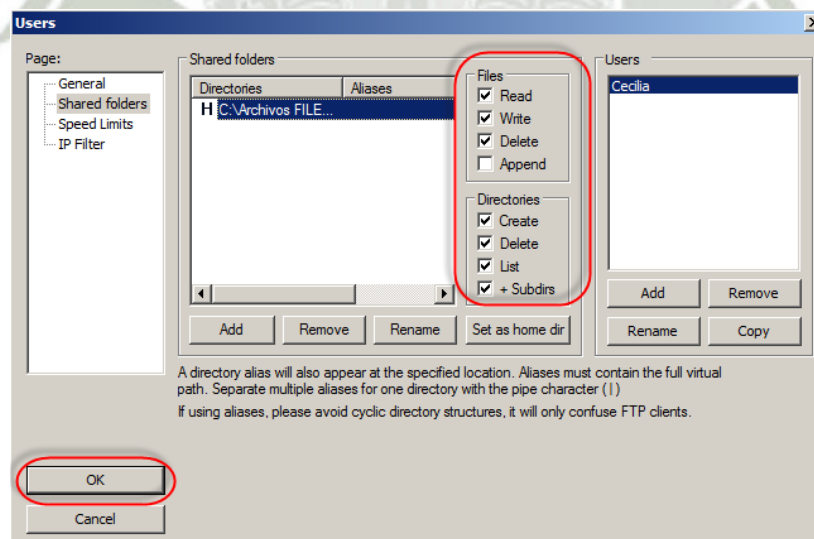 Users
Page:
General
Shared folders
Speed Limits
IP Filter
Shared folders
Directories Aliases
H C:\Archivos FILE...
Files
Read
Write
Delete
Append
Directories
Create
Delete
List
+ Subdirs
Add Remove Rename Set as home dir
Users
Cecilia
Add Remove
Rename Copy
A directory alias will also appear at the specified location. Aliases must contain the full virtual
path. Separate multiple aliases for one directory with the pipe character (|)
If using aliases, please avoid cyclic directory structures, it will only confuse FTP clients.
OK
Cancel